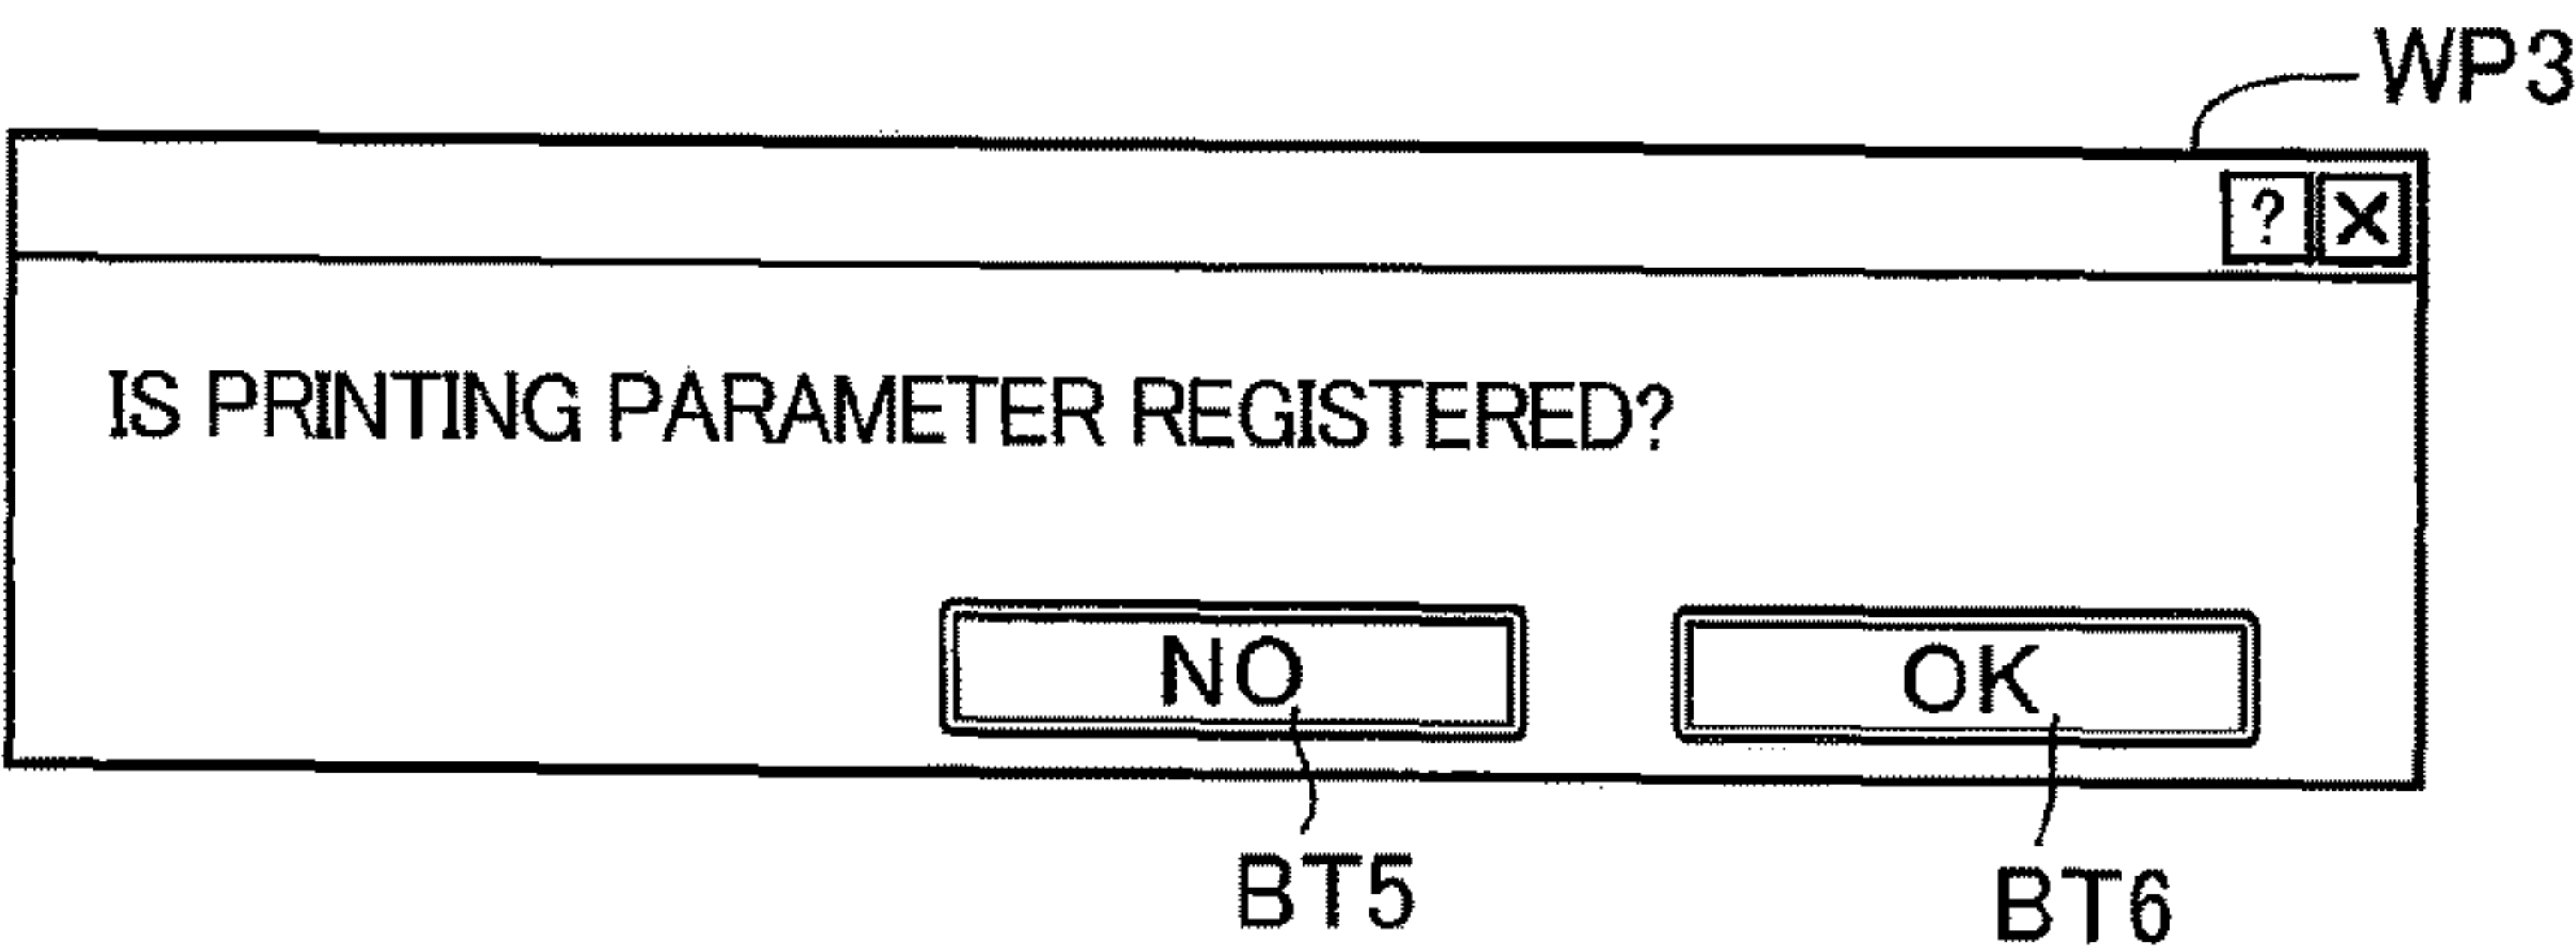 WP3
? X
IS PRINTING PARAMETER REGISTERED?
NO OK
BT5 BT6